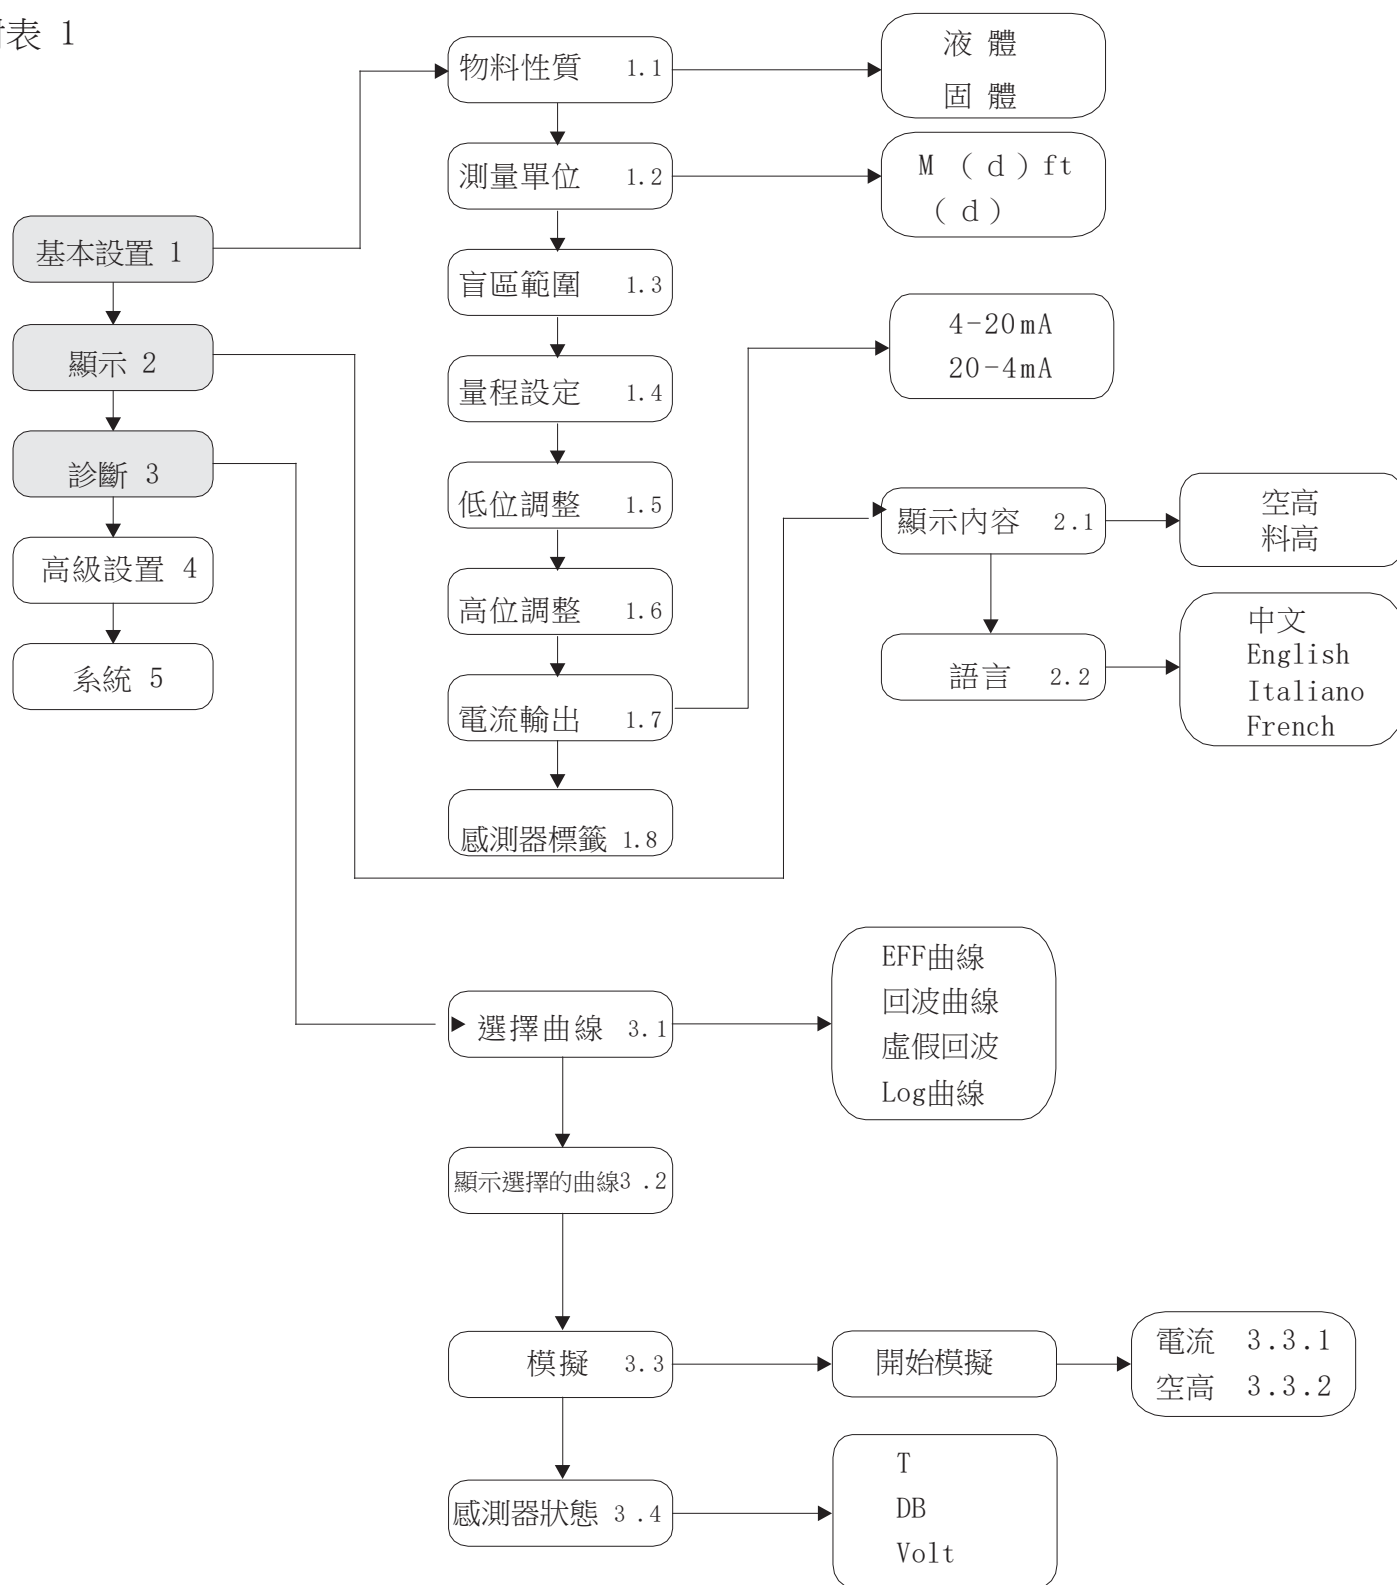 表 1
物料性質 1.1
液 體
固 體
測量單位 1.2
M （d）ft
（d）
基本設置 1
盲區範圍 1.3
顯示 2
量程設定 1.4
4-20mA
20-4mA
診斷 3
低位調整 1.5
顯示內容 2.1
空高
料高
高級設置 4
高位調整 1.6
系統 5
電流輸出 1.7
語言 2.2
中文
English
Italiano
French
感測器標籤 1.8
選擇曲線 3.1
EFF曲線
回波曲線
虛假回波
Log曲線
顯示選擇的曲線3 .2
模擬 3.3
開始模擬
電流 3.3.1
空高 3.3.2
感測器狀態 3 .4
T
DB
Volt